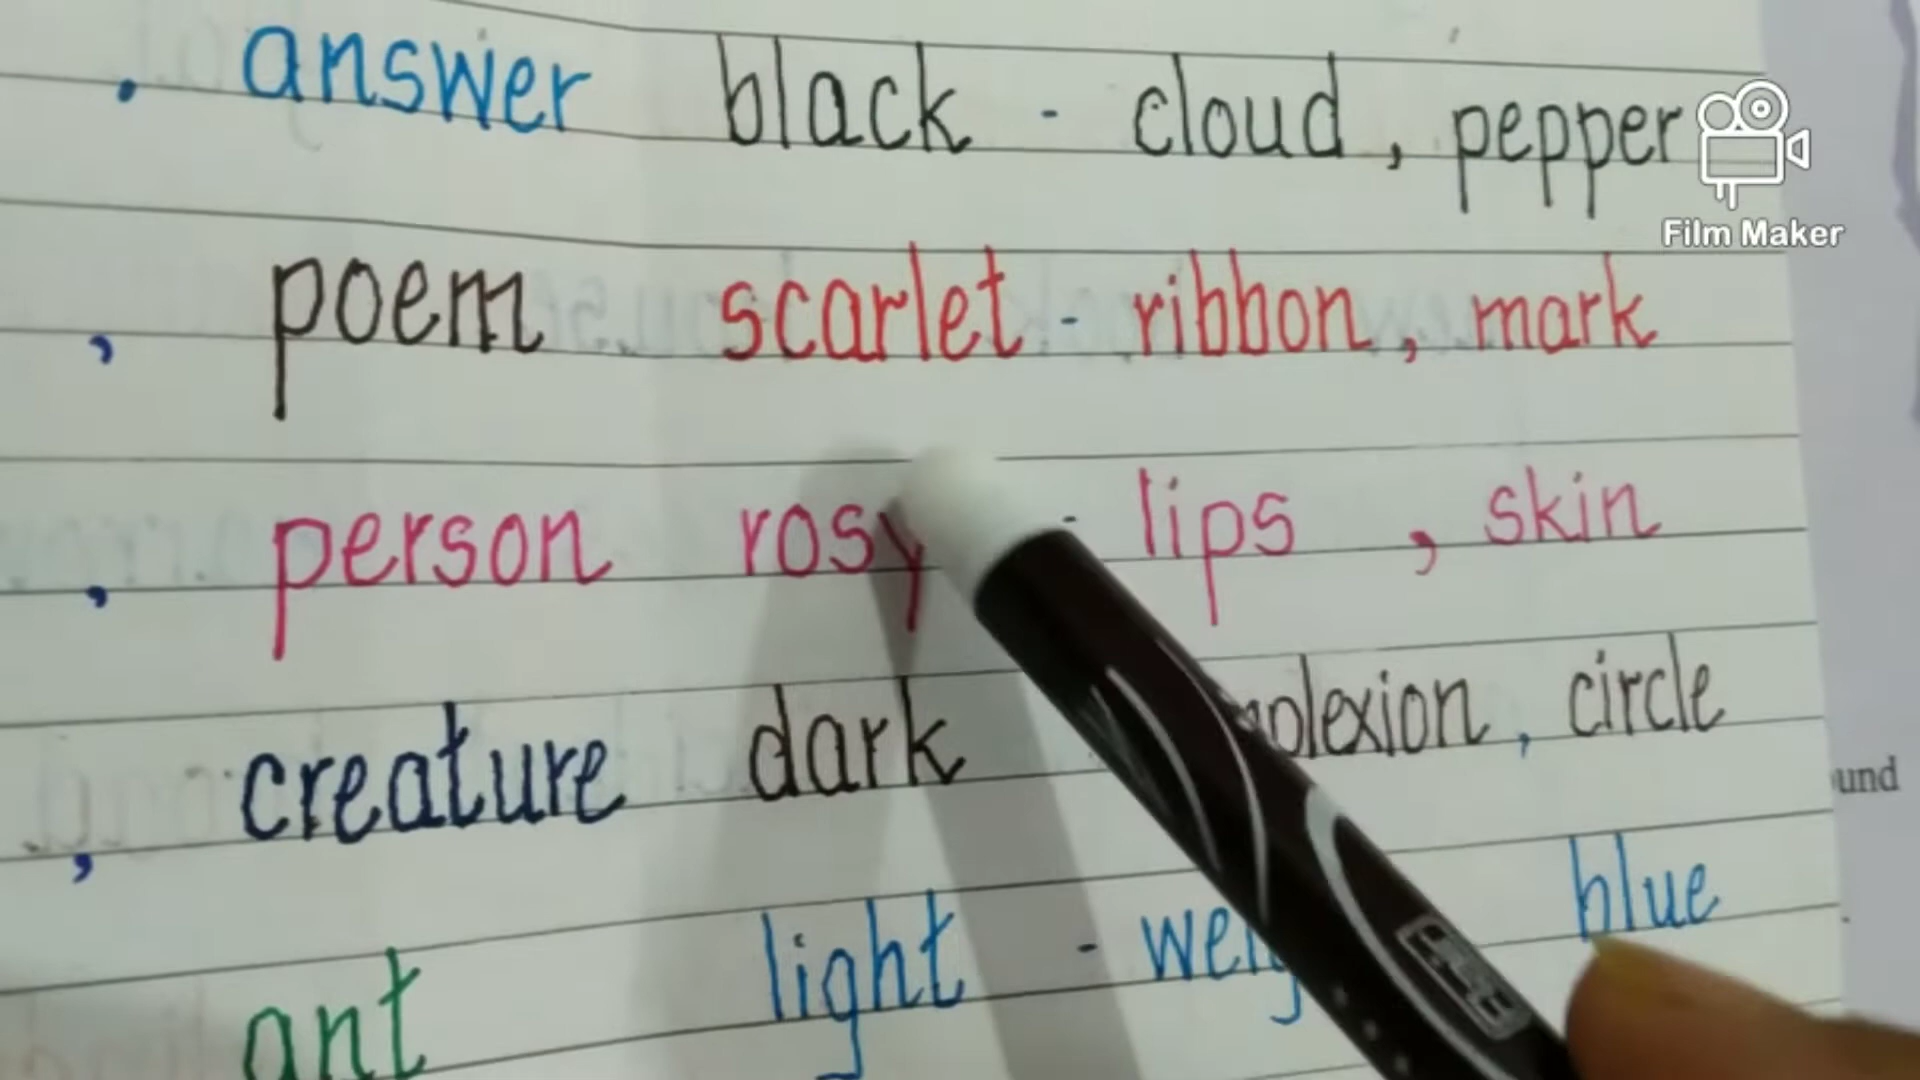 . answer black - cloud, pepper
Film Maker
, poem scarlet - ribbon, mark
, person rosy - lips , skin
, creature dark circle
und
ant light - blue